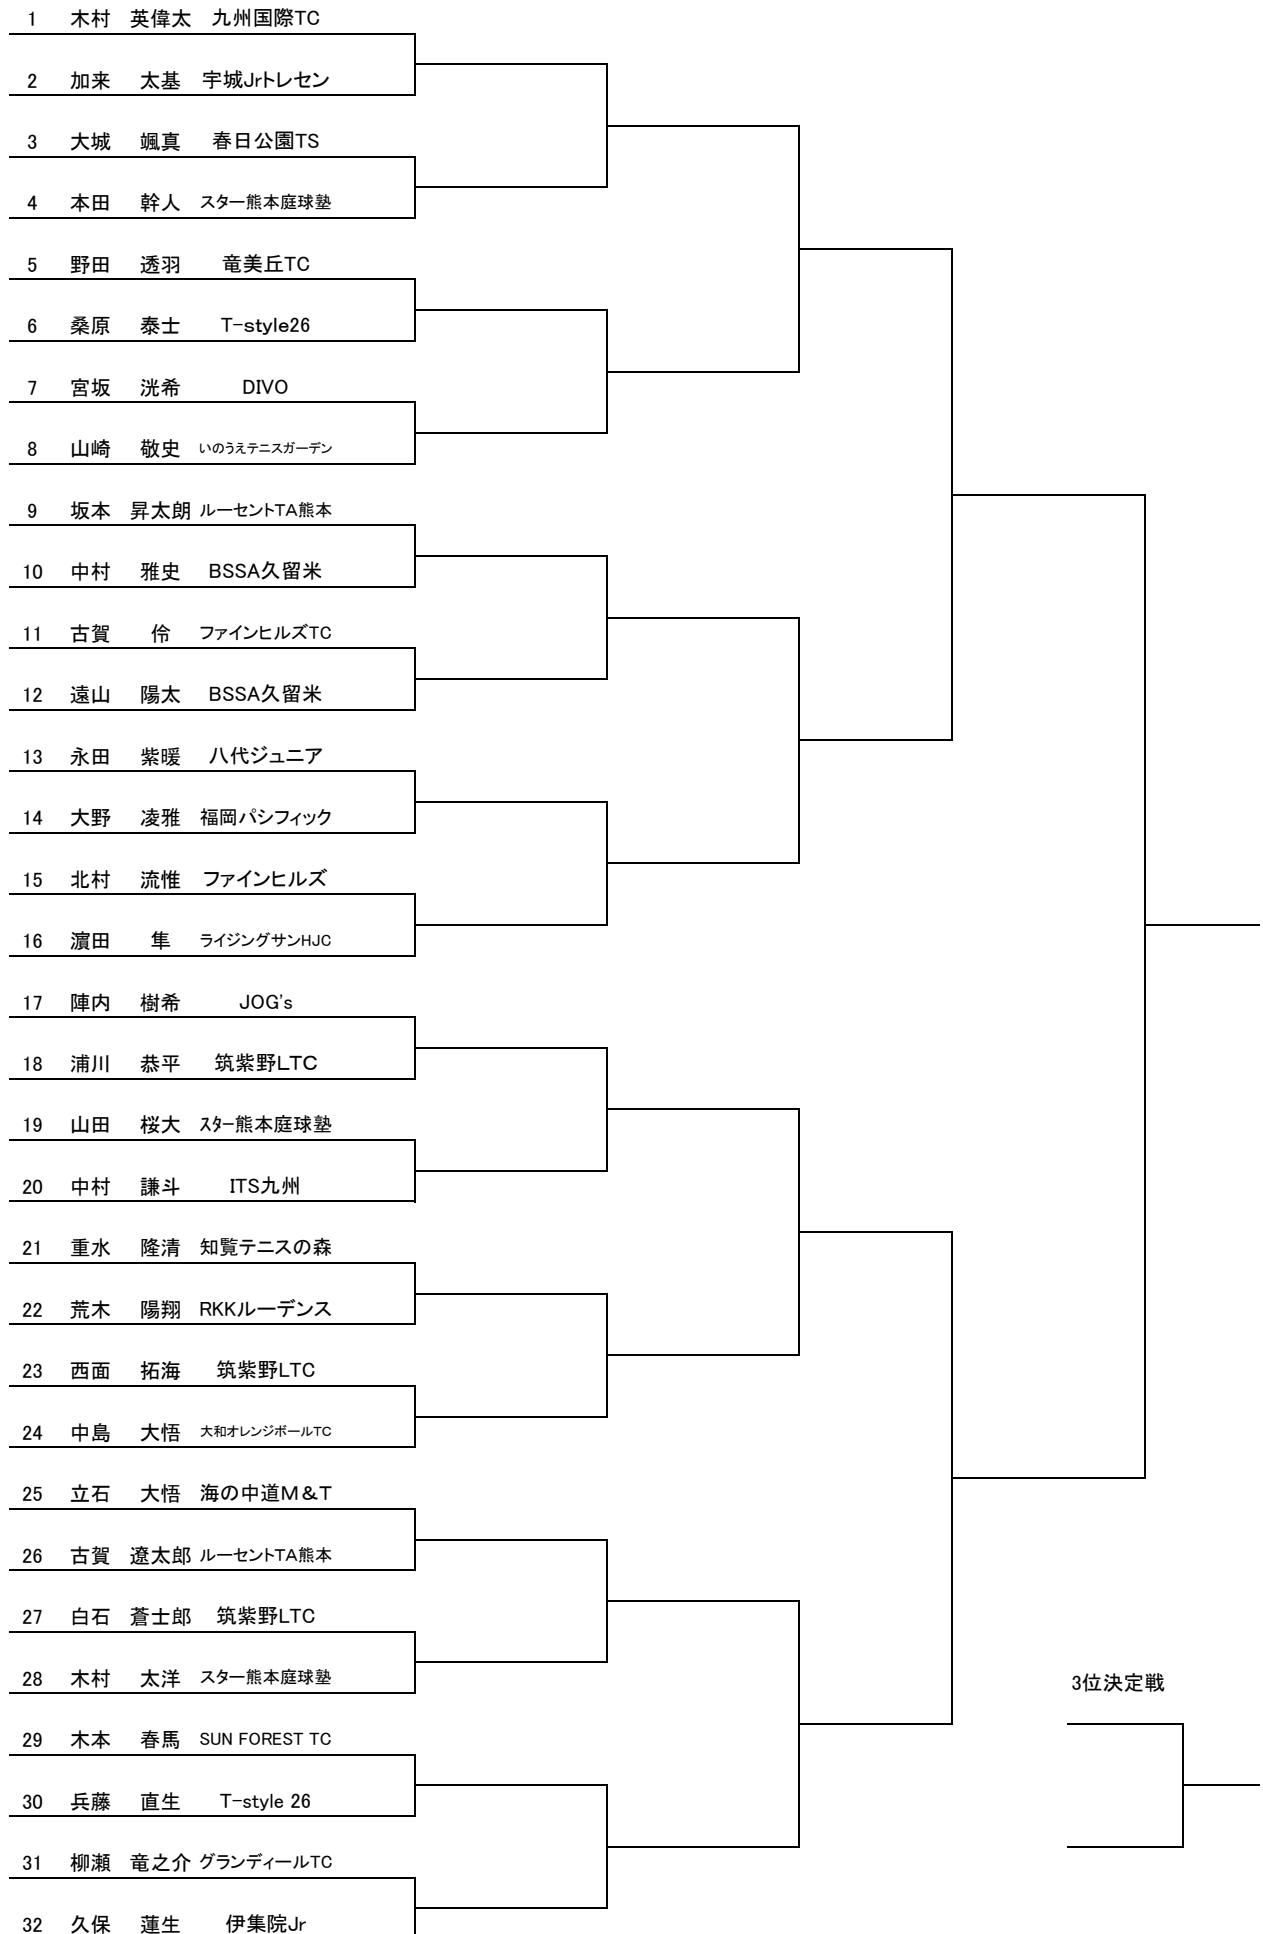 1 木村 英偉太 九州国際TC
2 加来 太基 宇城Jrトレセン
3 大城 颯真 春日公園TS
4 本田 幹人 スター熊本庭球塾
5 野田 透羽 竜美丘TC
6 桑原 泰士 T-style26
7 宮坂 洸希 DIVO
8 山崎 敬史 いのうえテニスガーデン
9 坂本 昇太朗 ルーセントTA熊本
10 中村 雅史 BSSA久留米
11 古賀 伶 ファインヒルズTC
12 遠山 陽太 BSSA久留米
13 永田 紫暖 八代ジュニア
14 大野 凌雅 福岡パシフィック
15 北村 流惟 ファインヒルズ
16 濵田 隼 ライジングサンHJC
17 陣内 樹希 JOG's
18 浦川 恭平 筑紫野LTC
19 山田 桜大 ｽﾀｰ熊本庭球塾
20 中村 謙斗 ITS九州
21 重水 隆清 知覧テニスの森
22 荒木 陽翔 RKKルーデンス
23 西面 拓海 筑紫野LTC
24 中島 大悟 大和オレンジボールTC
25 立石 大悟 海の中道Ｍ＆Ｔ
26 古賀 遼太郎 ルーセントTA熊本
27 白石 蒼士郎 筑紫野LTC
28 木村 太洋 スター熊本庭球塾
3位決定戦
29 木本 春馬 SUN FOREST TC
30 兵藤 直生 T-style 26
31 柳瀬 竜之介 グランディールTC
32 久保 蓮生 伊集院Jr